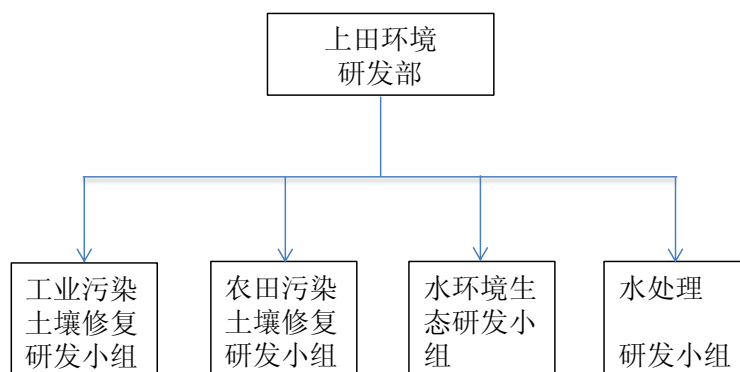 上田环境
研发部
工业污染
土壤修复
研发小组
农田污染
土壤修复
研发小组
水环境生
态研发小
组
水处理
研发小组